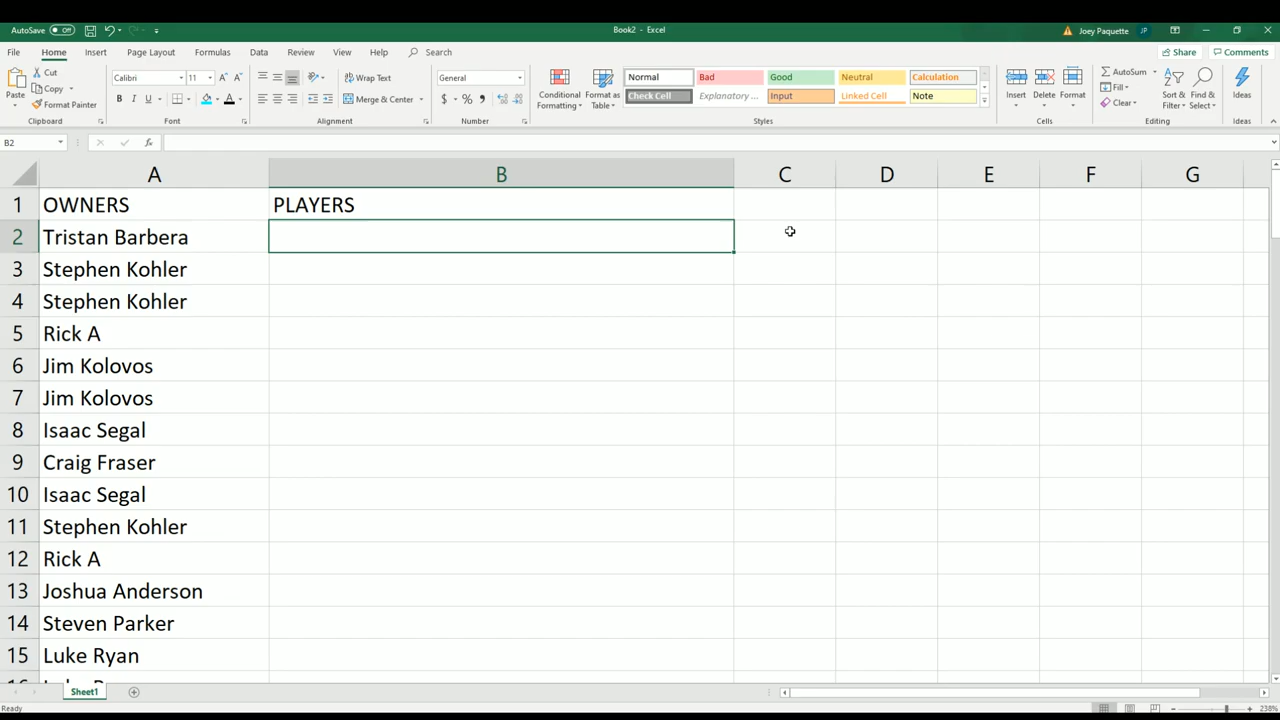 AutoSave Off
Book2 - Excel
Joey Paquette JP
File Home Insert Page Layout Formulas Data Review View Help Search
Share Comments
Paste
Cut
Copy
Format Painter
Clipboard
Calibri 11 A A
B I U A
Font
Wrap Text
Merge & Center
Alignment
General
$ % 9
Number
Conditional Formatting
Format as Table
Normal Bad Good Neutral Calculation
Check Cell Explanatory ... Input Linked Cell Note
Styles
Insert Delete Format
Cells
AutoSum
Fill
Clear
Sort & Filter
Find & Select
Editing
Ideas
Ideas
B2 fx
A B C D E F G
1 OWNERS PLAYERS
2 Tristan Barbera
3 Stephen Kohler
4 Stephen Kohler
5 Rick A
6 Jim Kolovos
7 Jim Kolovos
8 Isaac Segal
9 Craig Fraser
10 Isaac Segal
11 Stephen Kohler
12 Rick A
13 Joshua Anderson
14 Steven Parker
15 Luke Ryan
Sheet1
Ready
238%